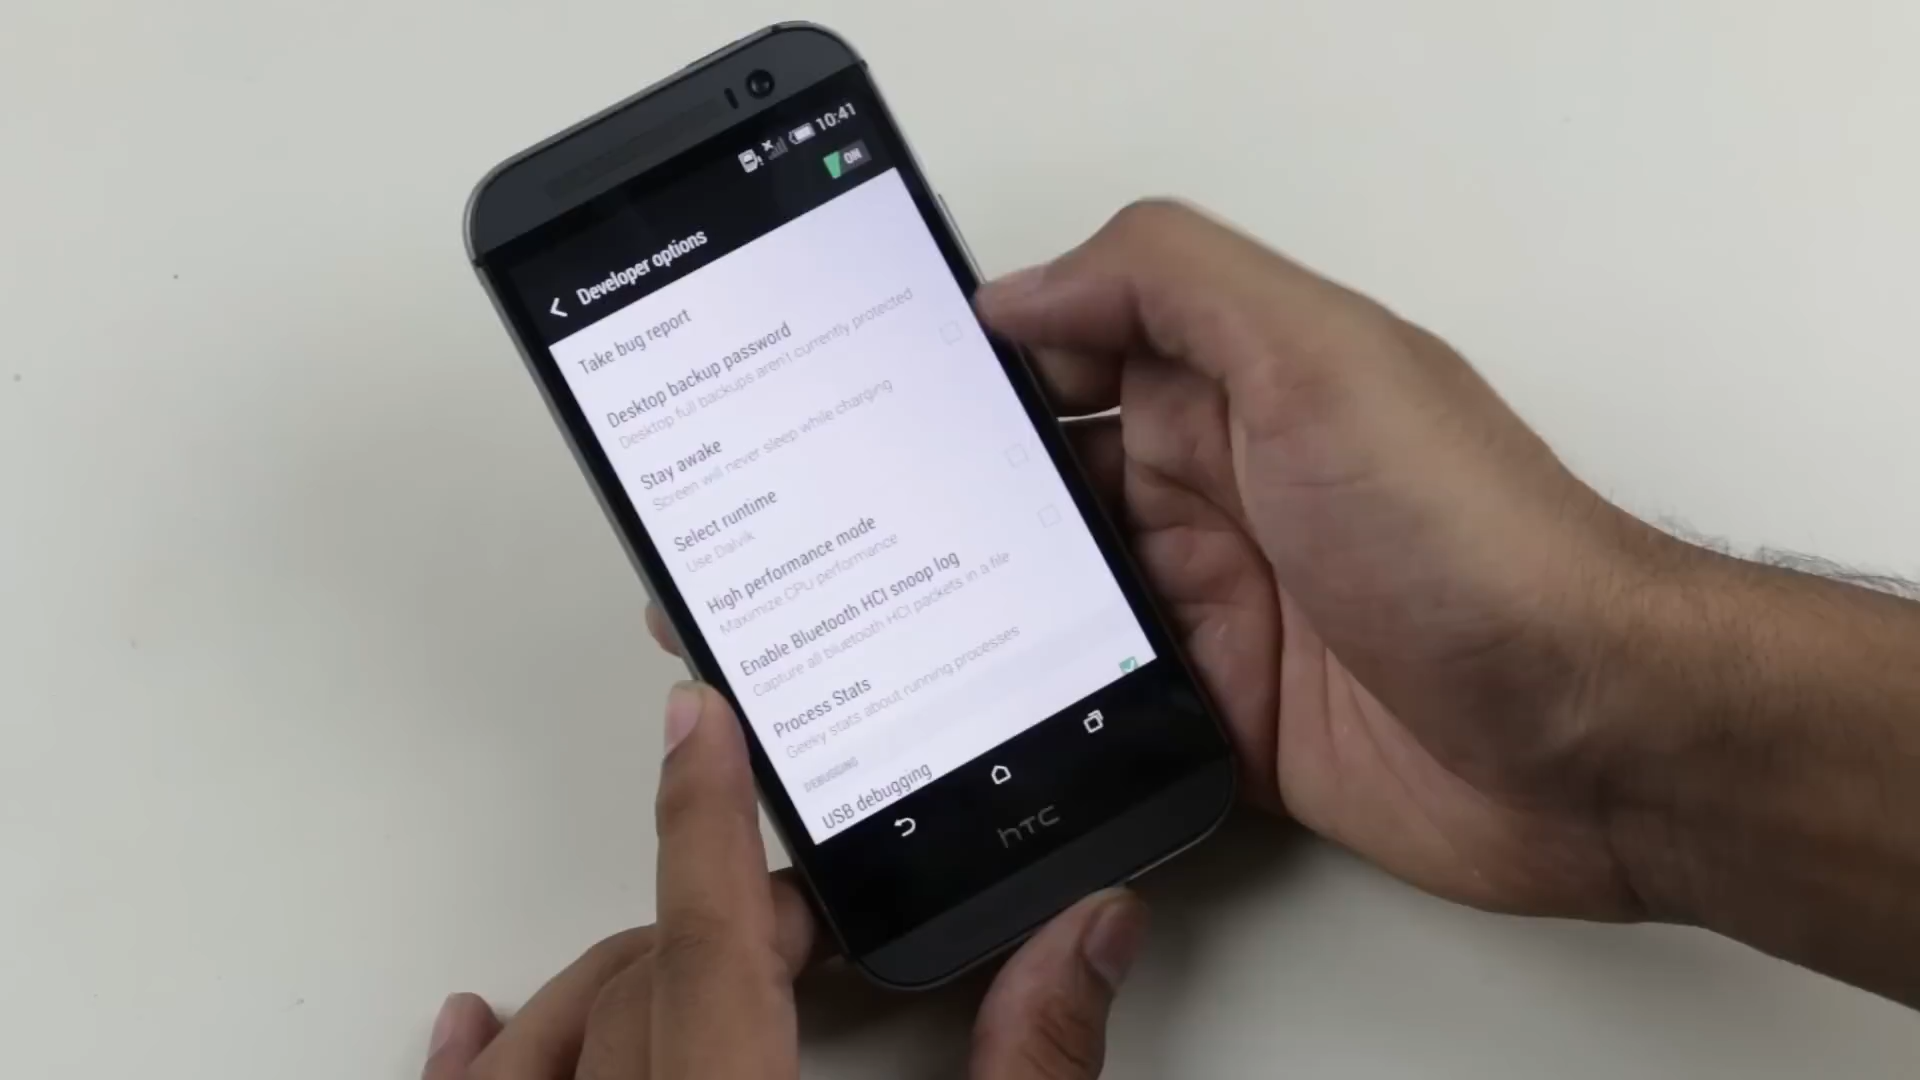 10:41
ON
Developer options
Take bug report
Desktop backup password
Desktop full backups aren't currently protected
Stay awake
Screen will never sleep while charging
Select runtime
Use Dalvik
High performance mode
Maximize CPU performance
Enable Bluetooth HCI snoop log
Capture all bluetooth HCI packets in a file
Process Stats
Geeky stats about running processes
DEBUGGING
USB debugging
hTC